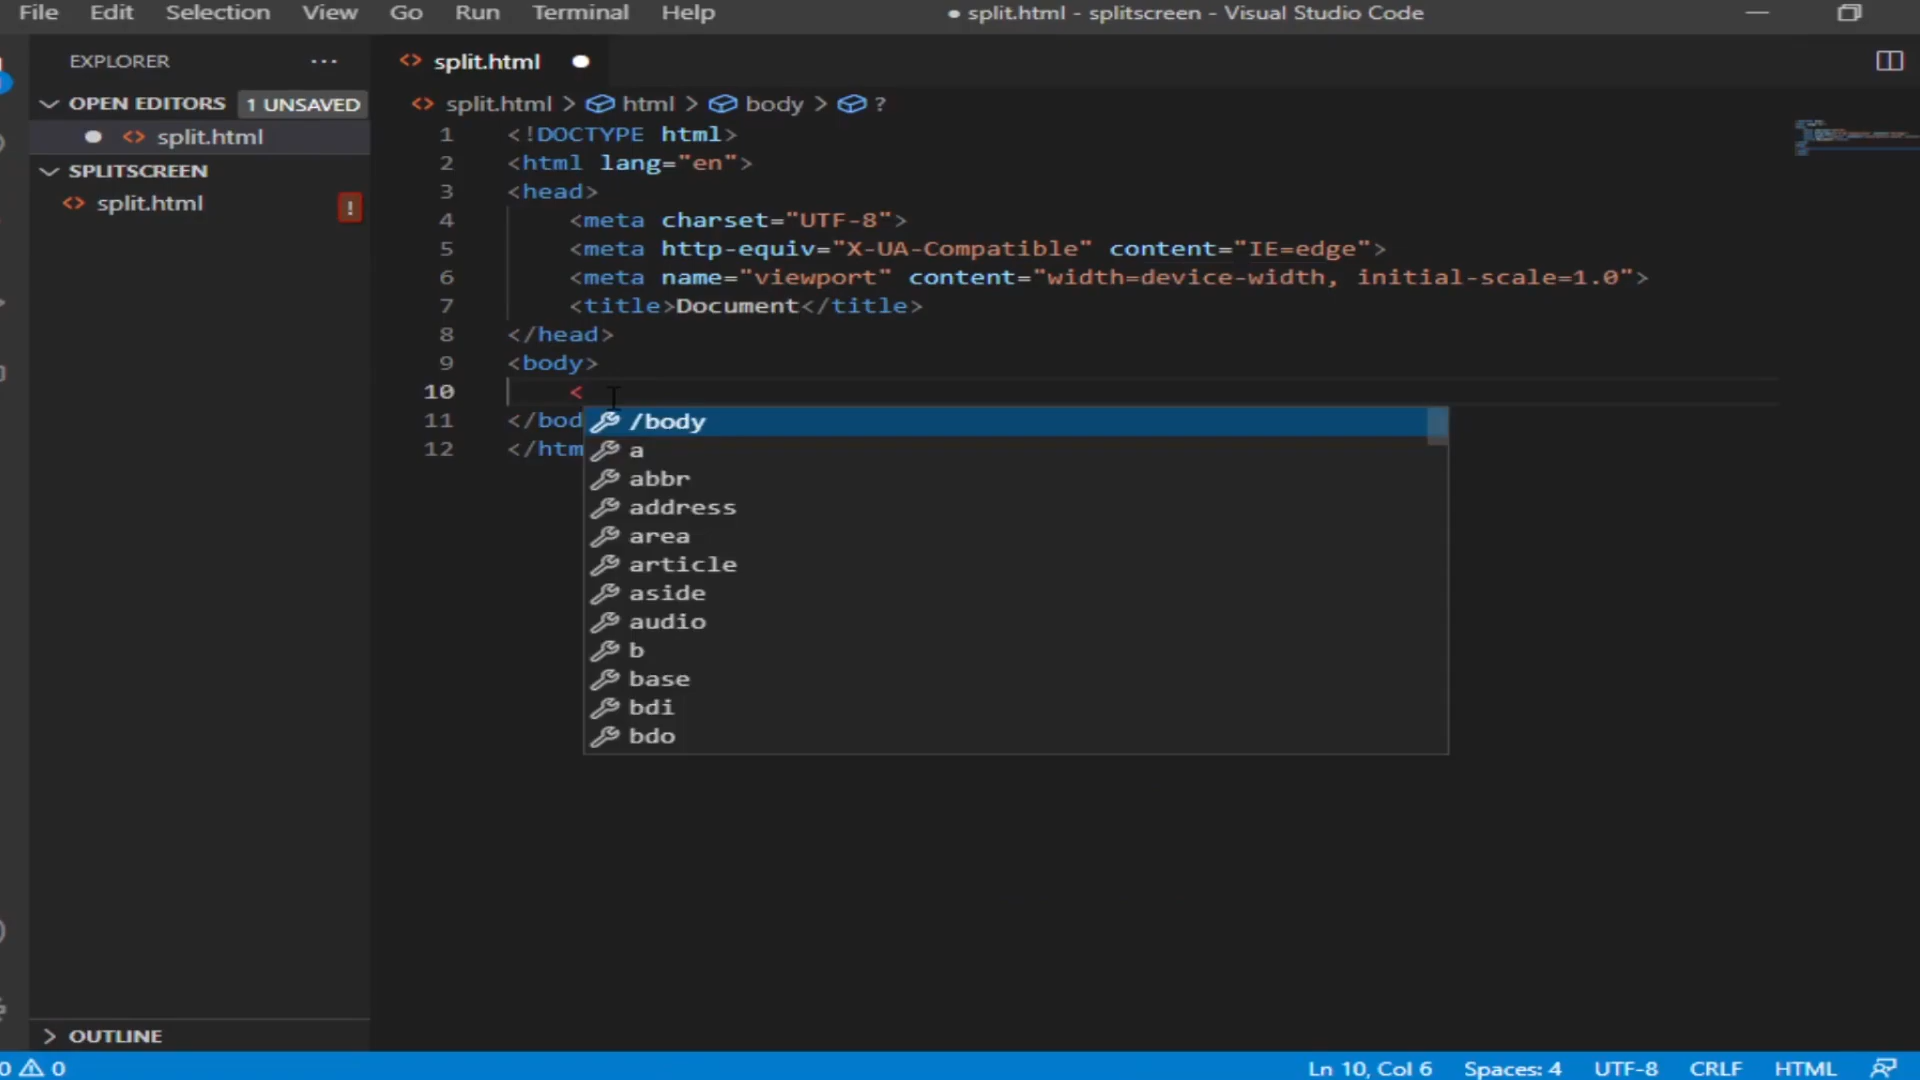 File Edit Selection View Go Run Terminal Help ● split.html - splitscreen - Visual Studio Code
EXPLORER ···
OPEN EDITORS 1 UNSAVED
split.html
SPLITSCREEN
split.html !
OUTLINE
split.html
split.html > html > body > ?
1 <!DOCTYPE html>
2 <html lang="en">
3 <head>
4 <meta charset="UTF-8">
5 <meta http-equiv="X-UA-Compatible" content="IE=edge">
6 <meta name="viewport" content="width=device-width, initial-scale=1.0">
7 <title>Document</title>
8 </head>
9 <body>
10 <
11 </bod
12 </htm
/body
a
abbr
address
area
article
aside
audio
b
base
bdi
bdo
0 0 Ln 10, Col 6 Spaces: 4 UTF-8 CRLF HTML